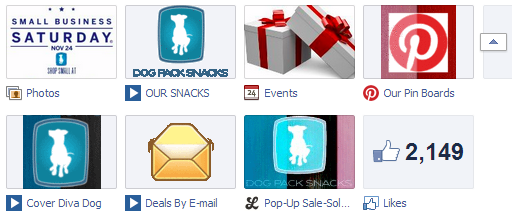 SMALL BUSINESS
SATURDAY
NOV 24
SHOP SMALL AT
DOG PACK SNACKS
Photos
OUR SNACKS
24
Events
Our Pin Boards
DOG PACK SNACKS
2,149
Cover Diva Dog
Deals By E-mail
Pop-Up Sale-Sol...
Likes